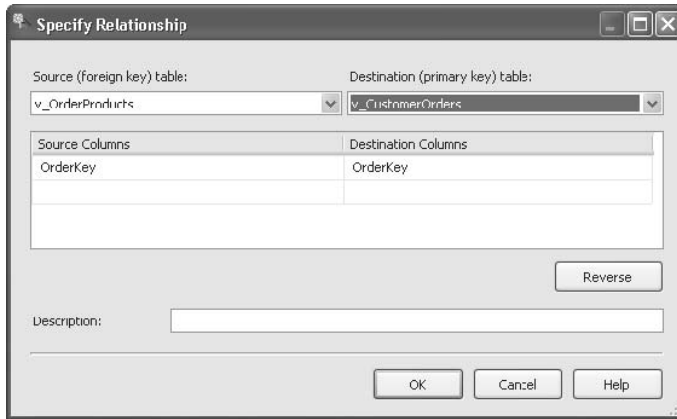 Specify Relationship
Source (foreign key) table:
Destination (primary key) table:
v_OrderProducts
v_CustomerOrders
Source Columns
Destination Columns
OrderKey
OrderKey
Reverse
Description:
OK
Cancel
Help